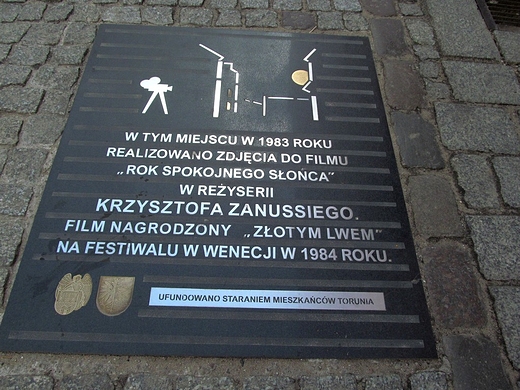 W TYM MIEJSCU W 1983 ROKU
REALIZOWANO ZDJĘCIA DO FILMU
„ROK SPOKOJNEGO SŁOŃCA”
W REŻYSERII
KRZYSZTOFA ZANUSSIEGO.
FILM NAGRODZONY „ZŁOTYM LWEM”
NA FESTIWALU W WENECJI W 1984 ROKU.
UFUNDOWANO STARANIEM MIESZKAŃCÓW TORUNIA